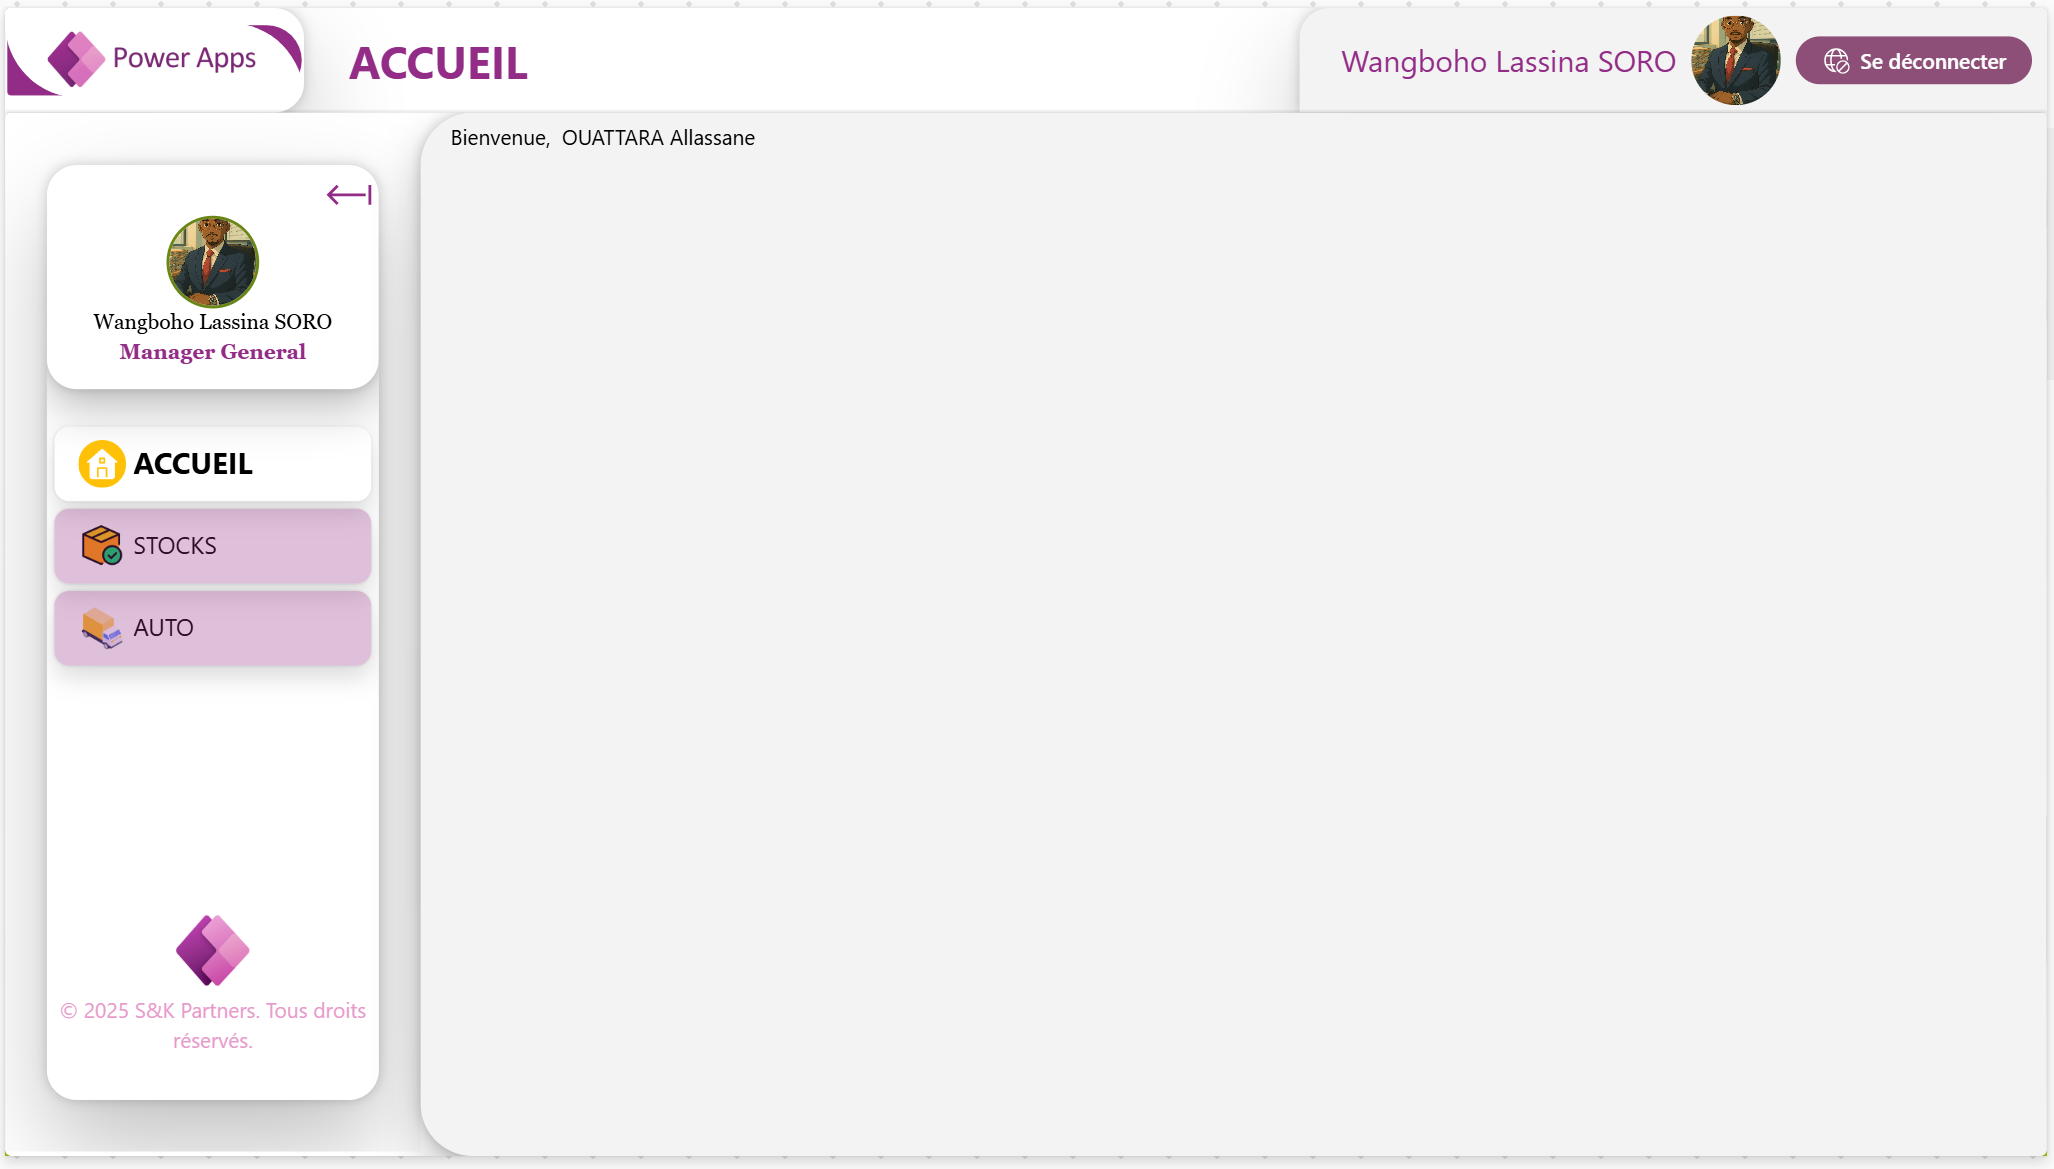 Power Apps
ACCUEIL
Wangboho Lassina SORO
Se déconnecter
Bienvenue,  OUATTARA Allassane
Wangboho Lassina SORO
Manager General
ACCUEIL
STOCKS
AUTO
© 2025 S&K Partners. Tous droits
réservés.